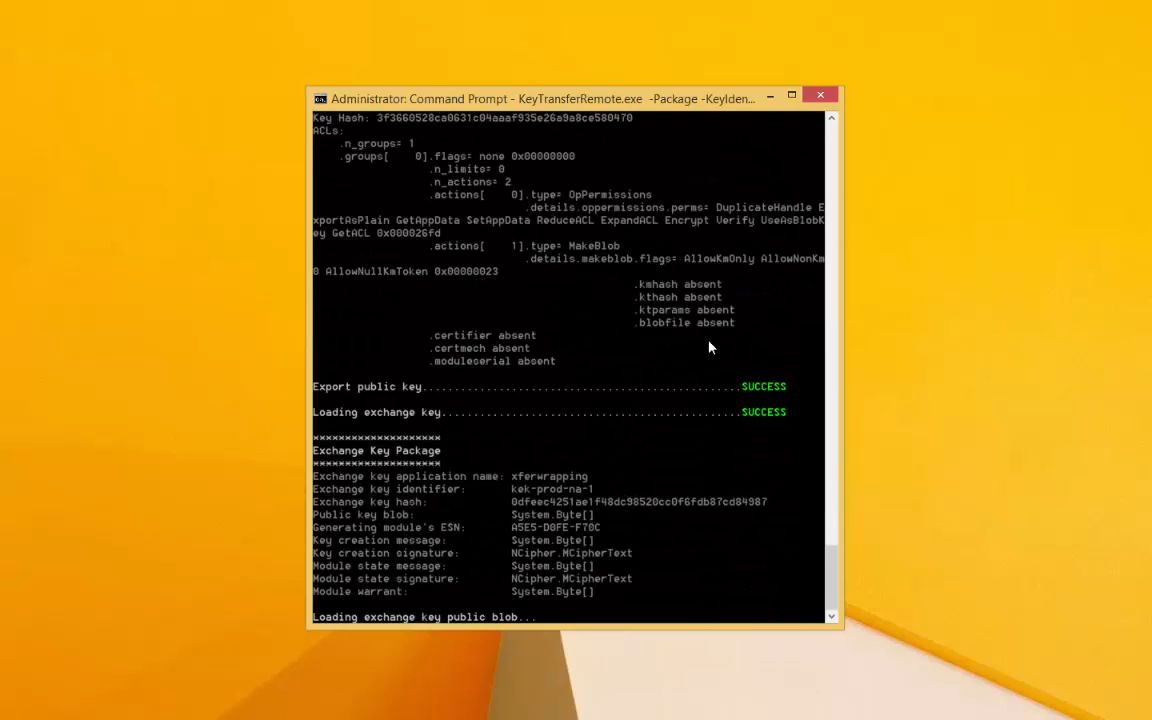 Administrator: Command Prompt - KeyTransferRemote.exe -Package -KeyIden...
Key Hash: 3f3660528ca0631c04aaaf935e26a9a8ce580470
ACLs:
.n_groups= 1
.groups[ 0].flags= none 0x00000000
.n_limits= 0
.n_actions= 2
.actions[ 0].type= OpPermissions
.details.oppermissions.perms= DuplicateHandle E
xportAsPlain GetAppData SetAppData ReduceACL ExpandACL Encrypt Verify UseAsBlobK
ey GetACL 0x000026fd
.actions[ 1].type= MakeBlob
.details.makeblob.flags= AllowKmOnly AllowNonKm
0 AllowNullKmToken 0x00000023
.kmhash absent
.kthash absent
.ktparams absent
.blobfile absent
.certifier absent
.certmech absent
.moduleserial absent
Export public key........................................SUCCESS
Loading exchange key.....................................SUCCESS
********************
Exchange Key Package
********************
Exchange key application name: xferwrapping
Exchange key identifier: kek-prod-na-1
Exchange key hash: 0dfeec4251ae1f48dc98520cc0f6fdb87cd84987
Public key blob: System.Byte[]
Generating module's ESN: A5E5-D0FE-F70C
Key creation message: System.Byte[]
Key creation signature: NCipher.MCipherText
Module state message: System.Byte[]
Module state signature: NCipher.MCipherText
Module warrant: System.Byte[]
Loading exchange key public blob...